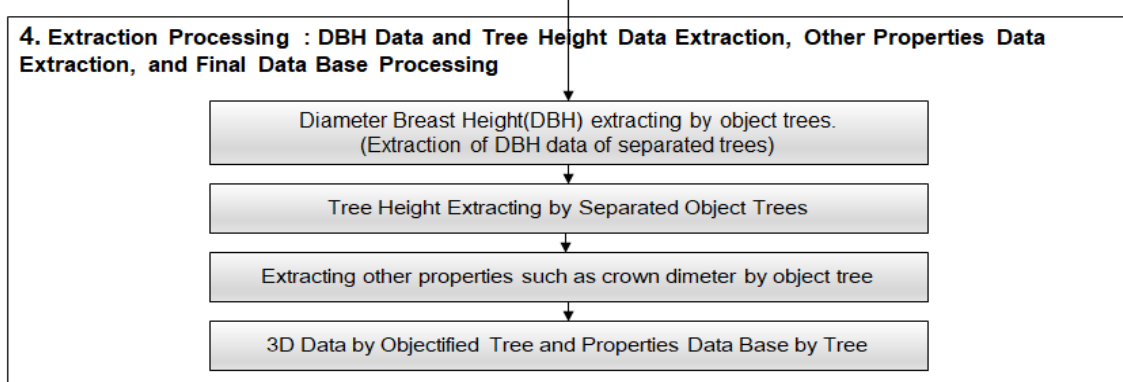 4. Extraction Processing : DBH Data and Tree Height Data Extraction, Other Properties Data
Extraction, and Final Data Base Processing
Diameter Breast Height(DBH) extracting by object trees.
(Extraction of DBH data of separated trees)
Tree Height Extracting by Separated Object Trees
Extracting other properties such as crown dimeter by object tree
3D Data by Objectified Tree and Properties Data Base by Tree